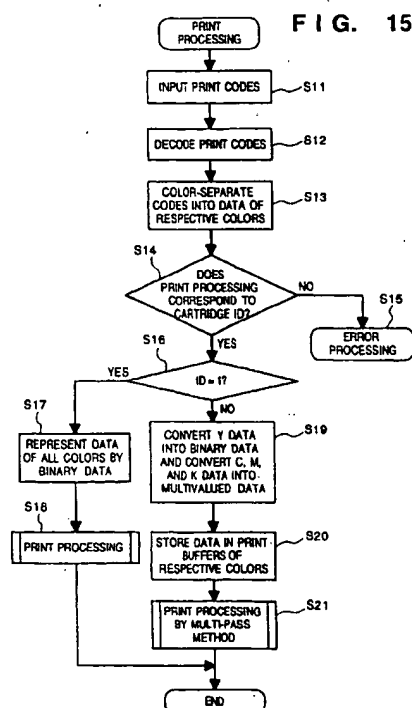 FIG. 15
PRINT
PROCESSING
INPUT PRINT CODES
S11
DECODE PRINT CODES
S12
COLOR-SEPARATE
CODES INTO DATA OF
RESPECTIVE COLORS
S13
S14
DOES
PRINT PROCESSING
CORRESPOND TO
CARTRIDGE ID?
NO
S15
ERROR
PROCESSING
YES
S16
ID = 1?
YES
NO
S17
REPRESENT DATA
OF ALL COLORS BY
BINARY DATA
S18
PRINT PROCESSING
S19
CONVERT Y DATA
INTO BINARY DATA
AND CONVERT C, M,
AND K DATA INTO
MULTIVALUED DATA
S20
STORE DATA IN PRINT
BUFFERS OF
RESPECTIVE COLORS
S21
PRINT PROCESSING
BY MULTI-PASS
METHOD
END